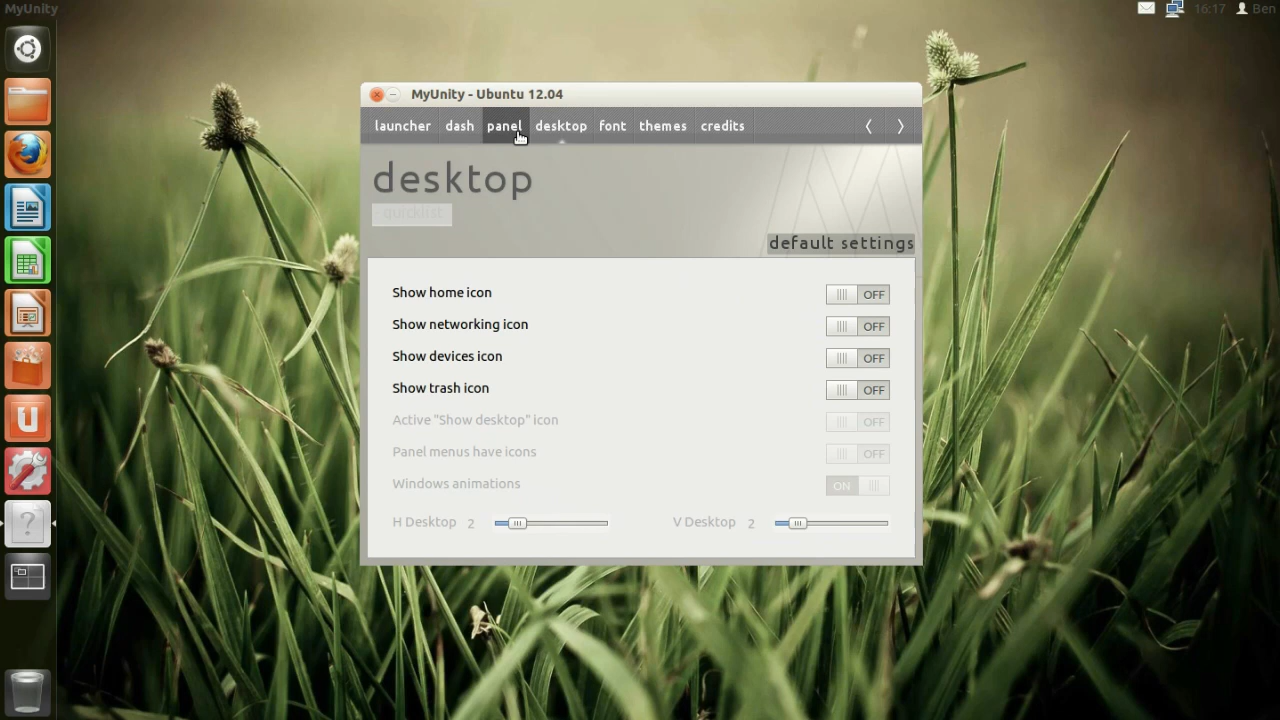 MyUnity
16:17 Ben
MyUnity - Ubuntu 12.04
launcher dash panel desktop font themes credits
desktop
quicklist
default settings
Show home icon OFF
Show networking icon OFF
Show devices icon OFF
Show trash icon OFF
Active "Show desktop" icon OFF
Panel menus have icons OFF
Windows animations ON
H Desktop 2 V Desktop 2